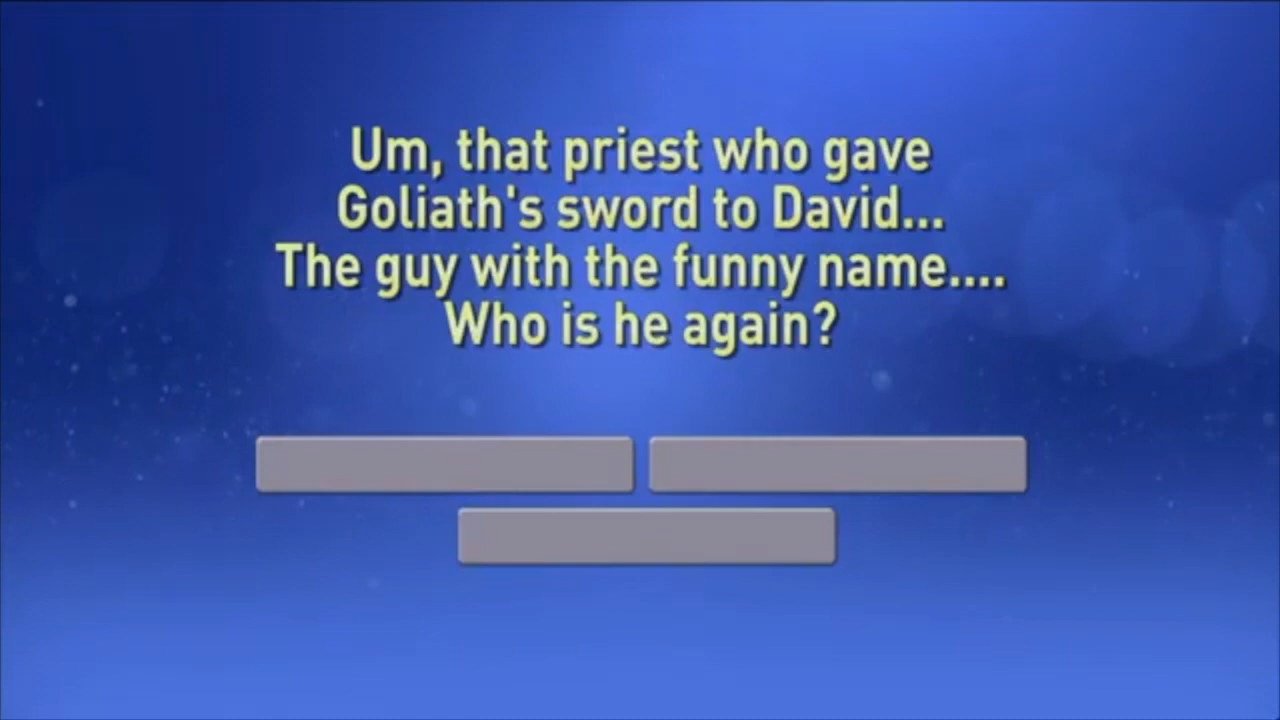 Um, that priest who gave
Goliath's sword to David...
The guy with the funny name....
Who is he again?